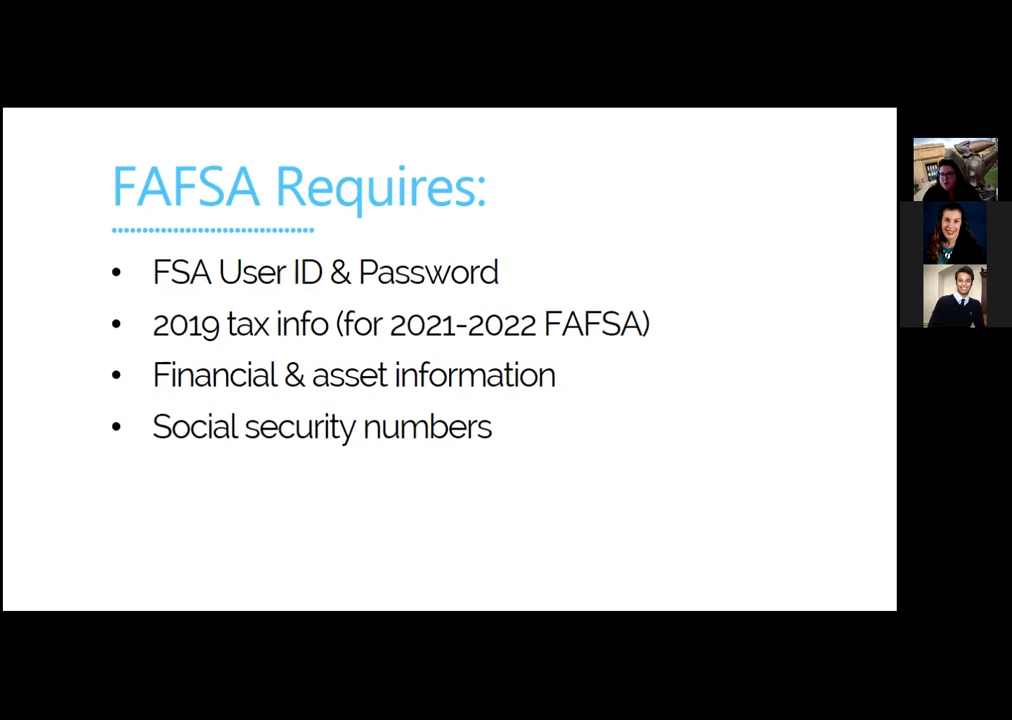 FAFSA Requires:
• FSA User ID & Password
• 2019 tax info (for 2021-2022 FAFSA)
• Financial & asset information
• Social security numbers